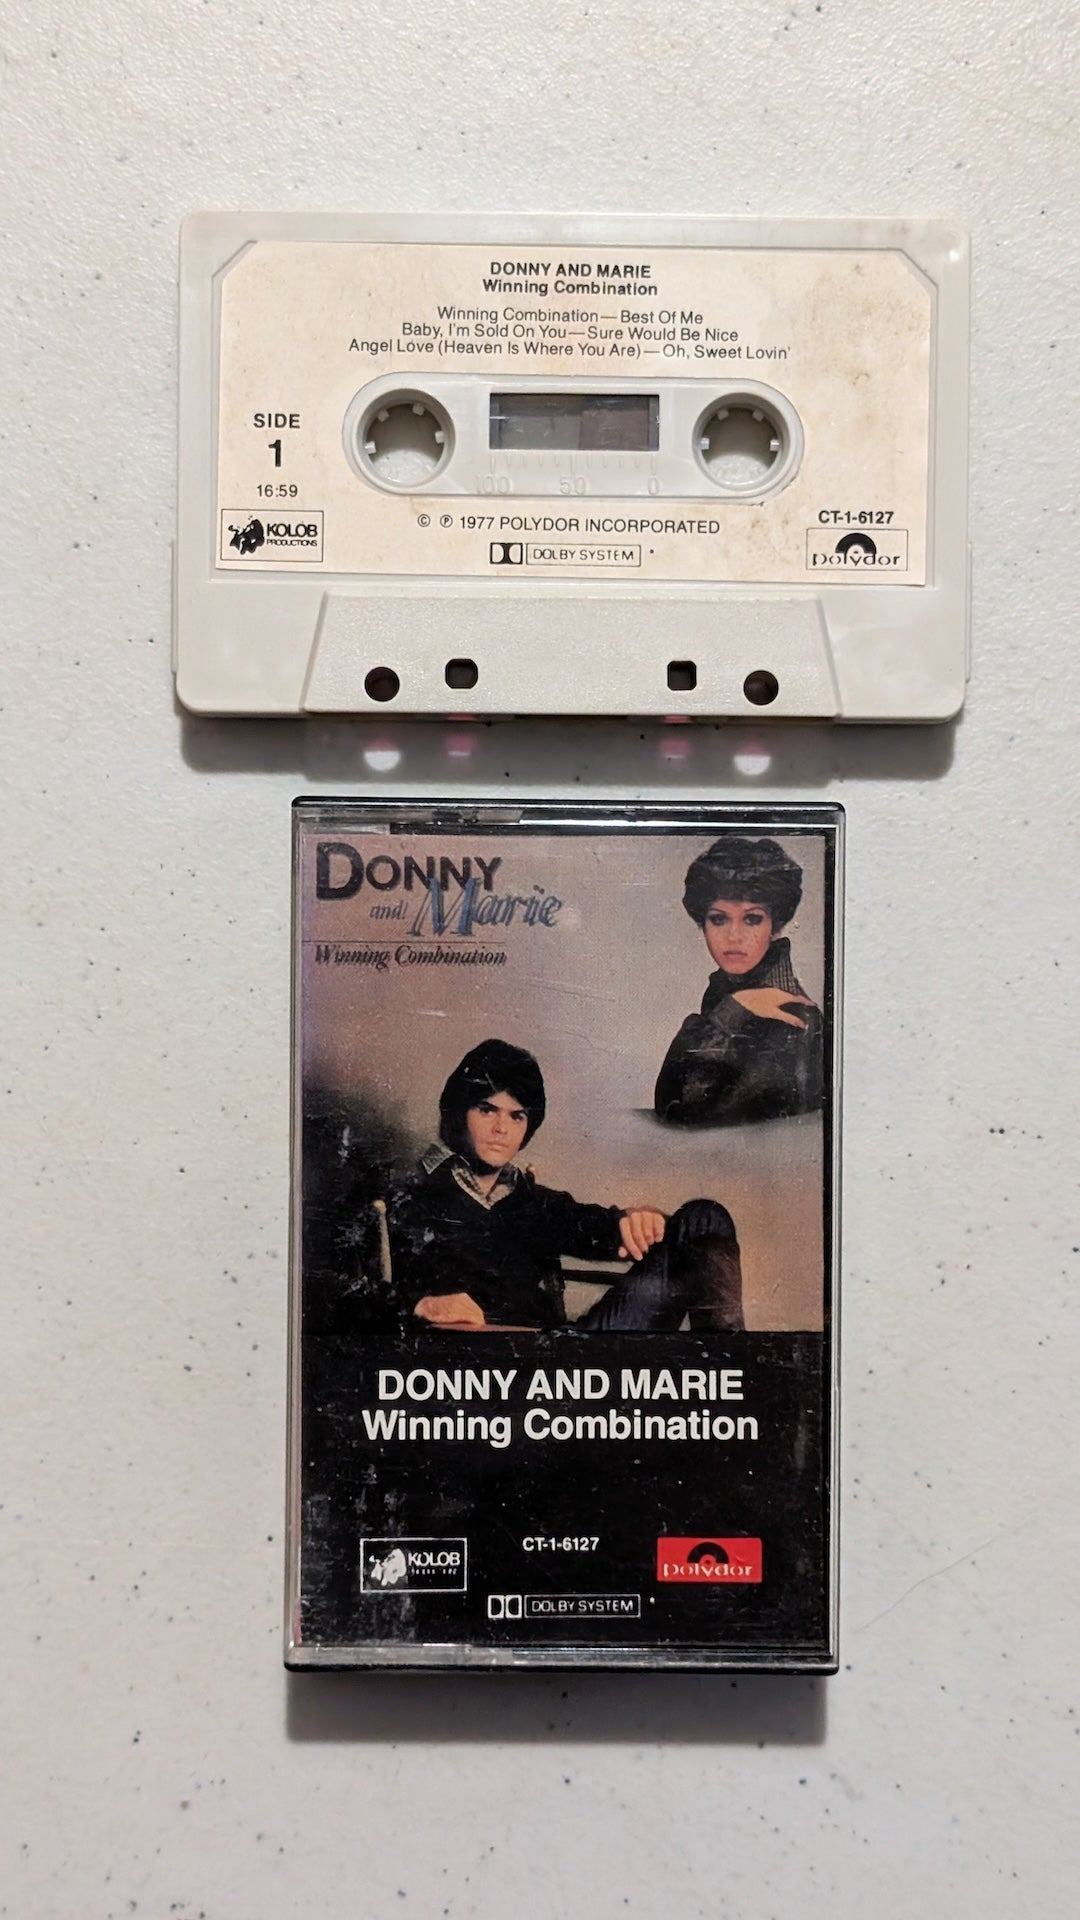 DONNY AND MARIE
Winning Combination
Winning Combination — Best Of Me
Baby, I'm Sold On You — Sure Would Be Nice
Angel Love (Heaven Is Where You Are) — Oh, Sweet Lovin'
SIDE
1
16:59
100 50 0
KOLOB
PRODUCTIONS
© ℗ 1977 POLYDOR INCORPORATED
DOLBY SYSTEM
CT-1-6127
polydor
DONNY
and Marie
Winning Combination
DONNY AND MARIE
Winning Combination
KOLOB
CT-1-6127
polydor
DOLBY SYSTEM